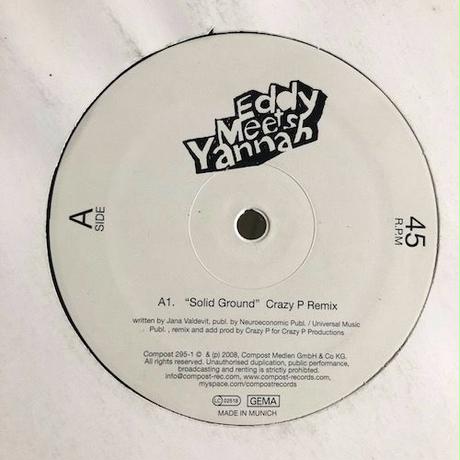 Eddy
Meets
Yannah
A
SIDE
45
R.P.M
A1. "Solid Ground" Crazy P Remix
written by Jana Valdevit, publ. by Neuroeconomic Publ. / Universal Music
Publ. , remix and add prod by Crazy P for Crazy P Productions
Compost 295-1 © & (p) 2008, Compost Medien GmbH & Co KG.
All rights reserved. Unauthorised duplication, public performance,
broadcasting and renting is strictly prohibited.
info@compost-rec.com, www.compost-records.com,
myspace.com/compostrecords
LC 02518 GEMA
MADE IN MUNICH